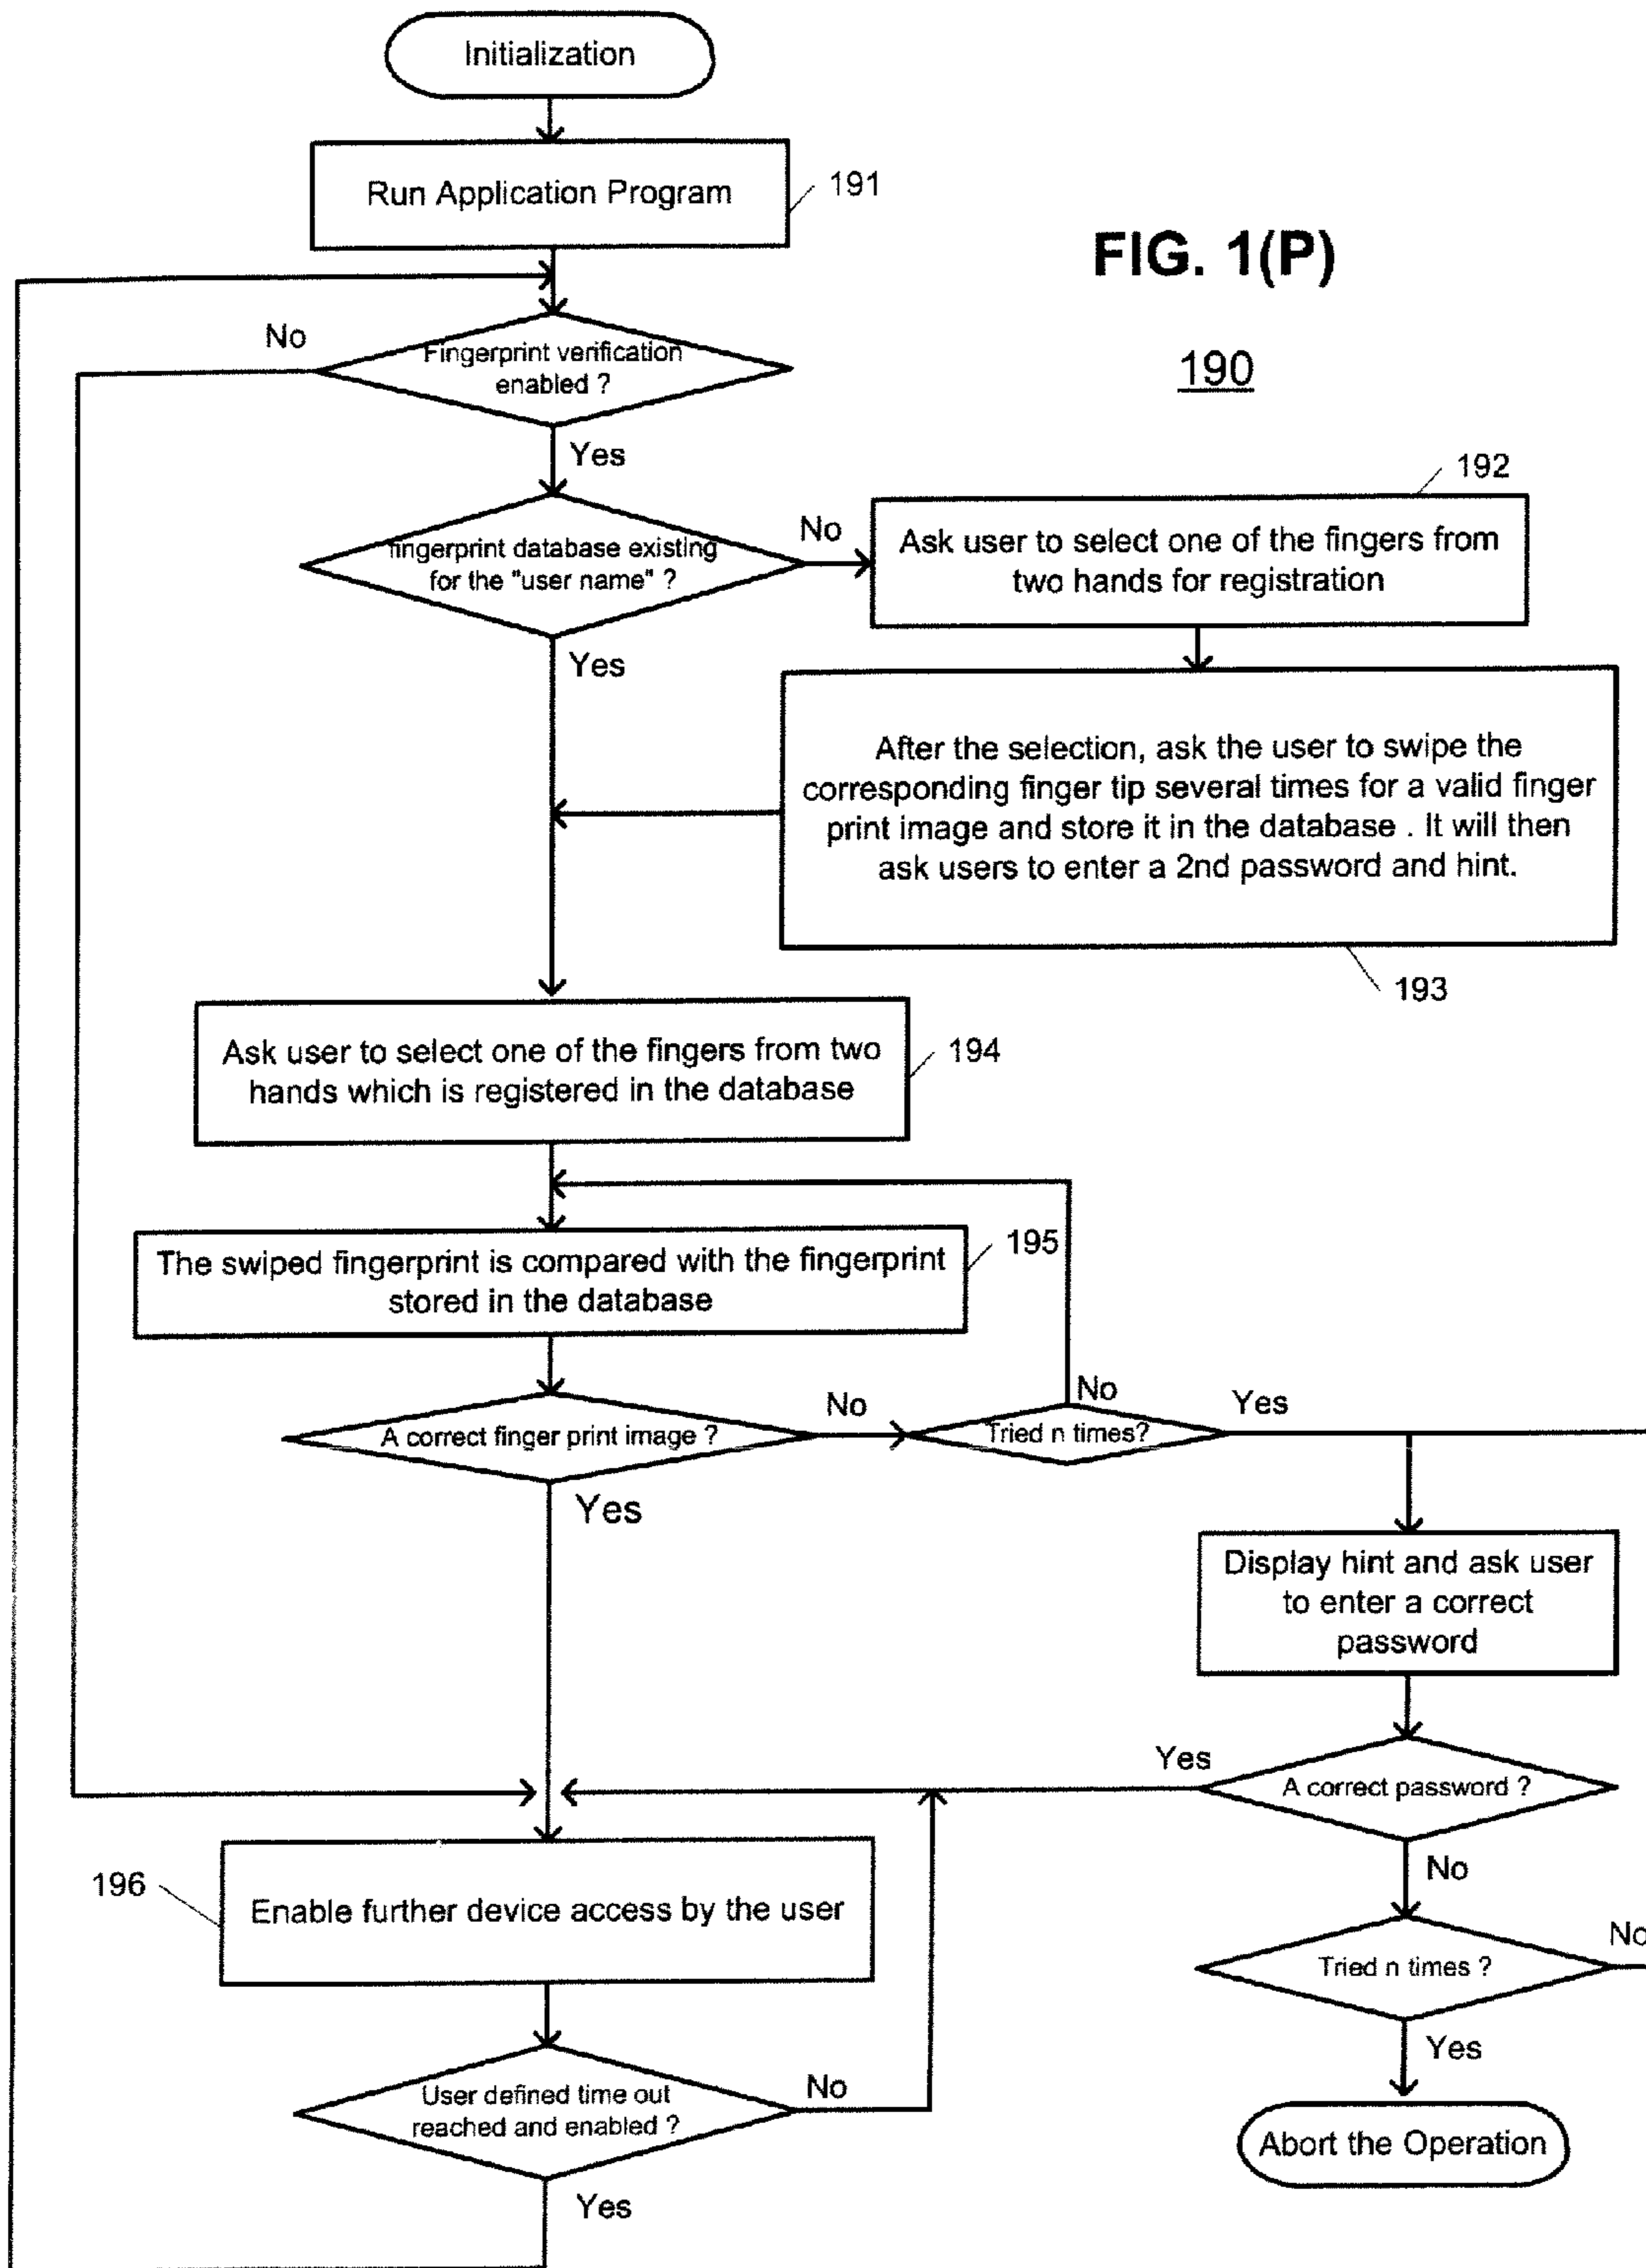 Initialization
Run Application Program
191
FIG. 1(P)
190
No
Fingerprint verification
enabled ?
Yes
192
fingerprint database existing
for the "user name" ?
No
Ask user to select one of the fingers from
two hands for registration
Yes
After the selection, ask the user to swipe the
corresponding finger tip several times for a valid finger
print image and store it in the database . It will then
ask users to enter a 2nd password and hint.
193
Ask user to select one of the fingers from two
hands which is registered in the database
194
The swiped fingerprint is compared with the fingerprint
stored in the database
195
A correct finger print image ?
No
Tried n times?
No
Yes
Yes
Display hint and ask user
to enter a correct
password
Yes
A correct password ?
No
196
Enable further device access by the user
Tried n times ?
No
Yes
User defined time out
reached and enabled ?
No
Abort the Operation
Yes